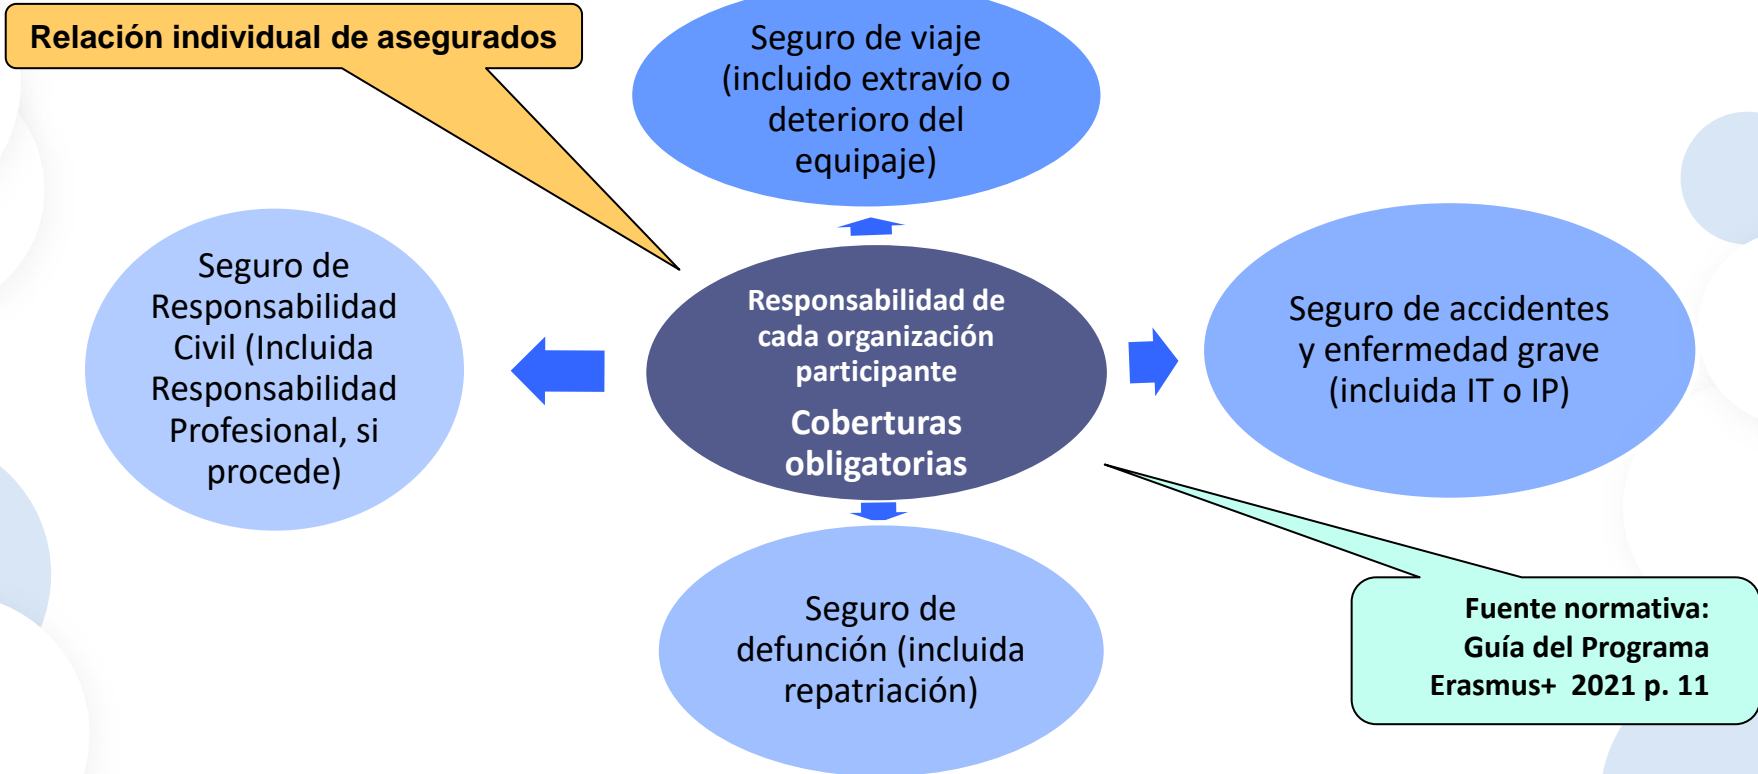 Relación individual de asegurados
Seguro de viaje
(incluido extravío o
deterioro del
equipaje)
Seguro de
Responsabilidad
Civil (Incluida
Responsabilidad
Profesional, si
procede)
Responsabilidad de
cada organización
participante
Coberturas
obligatorias
Seguro de accidentes
y enfermedad grave
(incluida IT o IP)
Seguro de
defunción (incluida
repatriación)
Fuente normativa:
Guía del Programa
Erasmus+ 2021 p. 11